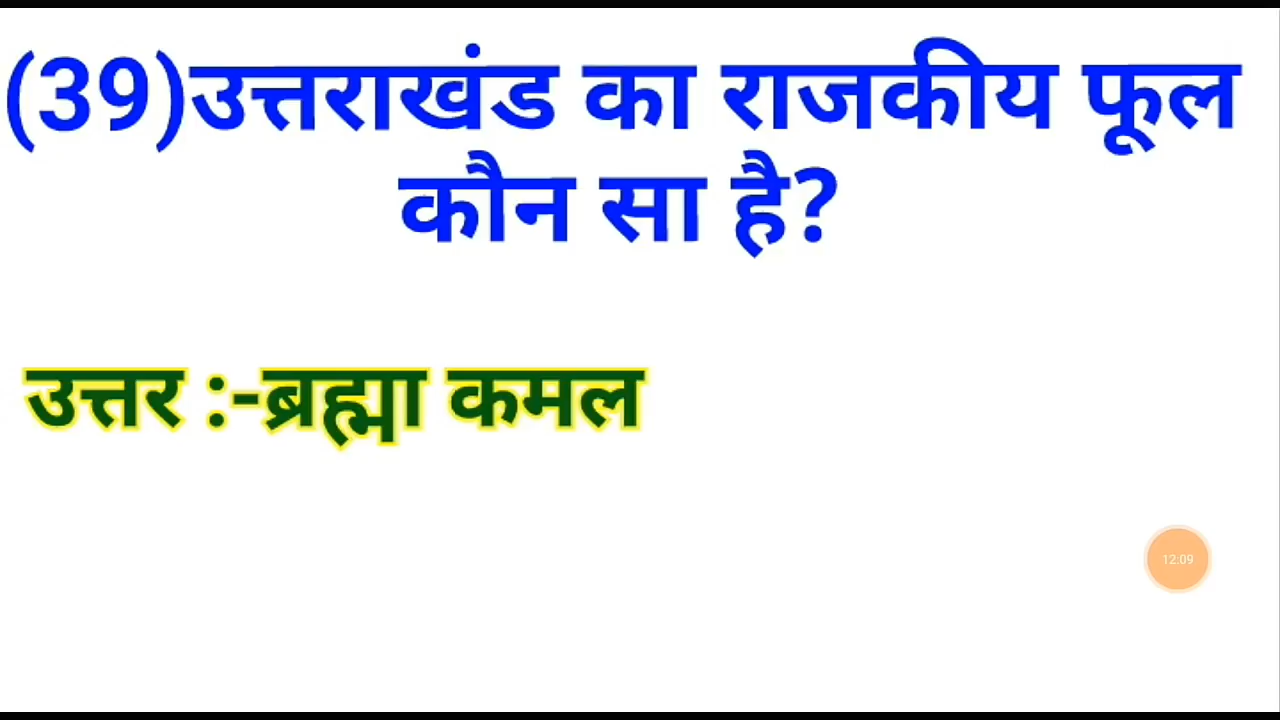 (39)उत्तराखंड का राजकीय फूल
कौन सा है?
उत्तर :-ब्रह्मा कमल
12:09